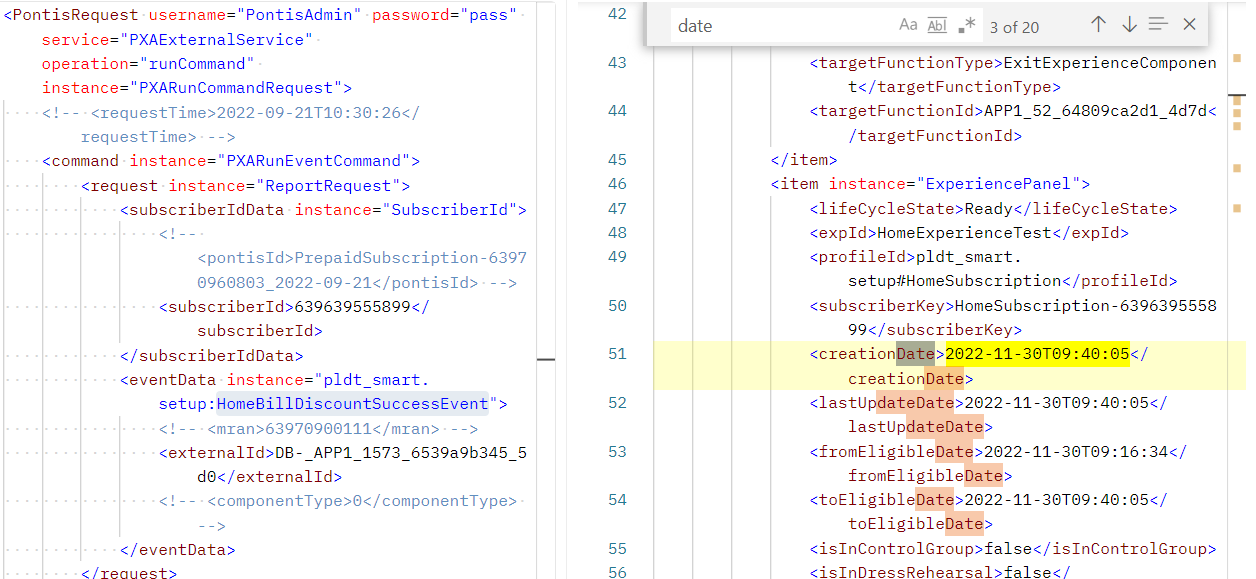 <PontisRequest username="PontisAdmin" password="pass"
service="PXAExternalService"
operation="runCommand"
instance="PXARunCommandRequest">
<!-- <requestTime>2022-09-21T10:30:26</
requestTime> -->
<command instance="PXARunEventCommand">
<request instance="ReportRequest">
<subscriberIdData instance="SubscriberId">
<!--
<pontisId>PrepaidSubscription-6397
0960803_2022-09-21</pontisId> -->
<subscriberId>639639555899</
subscriberId>
</subscriberIdData>
<eventData instance="pldt_smart.
setup:HomeBillDiscountSuccessEvent">
<!-- <mran>63970900111</mran> -->
<externalId>DB-_APP1_1573_6539a9b345_5
d0</externalId>
<!-- <componentType>0</componentType>
-->
</eventData>
</request>
date Aa Abl .* 3 of 20
42
43 <targetFunctionType>ExitExperienceComponen
t</targetFunctionType>
44 <targetFunctionId>APP1_52_64809ca2d1_4d7d<
/targetFunctionId>
45 </item>
46 <item instance="ExperiencePanel">
47 <lifeCycleState>Ready</lifeCycleState>
48 <expId>HomeExperienceTest</expId>
49 <profileId>pldt_smart.
setup#HomeSubscription</profileId>
50 <subscriberKey>HomeSubscription-6396395558
99</subscriberKey>
51 <creationDate>2022-11-30T09:40:05</
creationDate>
52 <lastUpdateDate>2022-11-30T09:40:05</
lastUpdateDate>
53 <fromEligibleDate>2022-11-30T09:16:34</
fromEligibleDate>
54 <toEligibleDate>2022-11-30T09:40:05</
toEligibleDate>
55 <isInControlGroup>false</isInControlGroup>
56 <isInDressRehearsal>false</